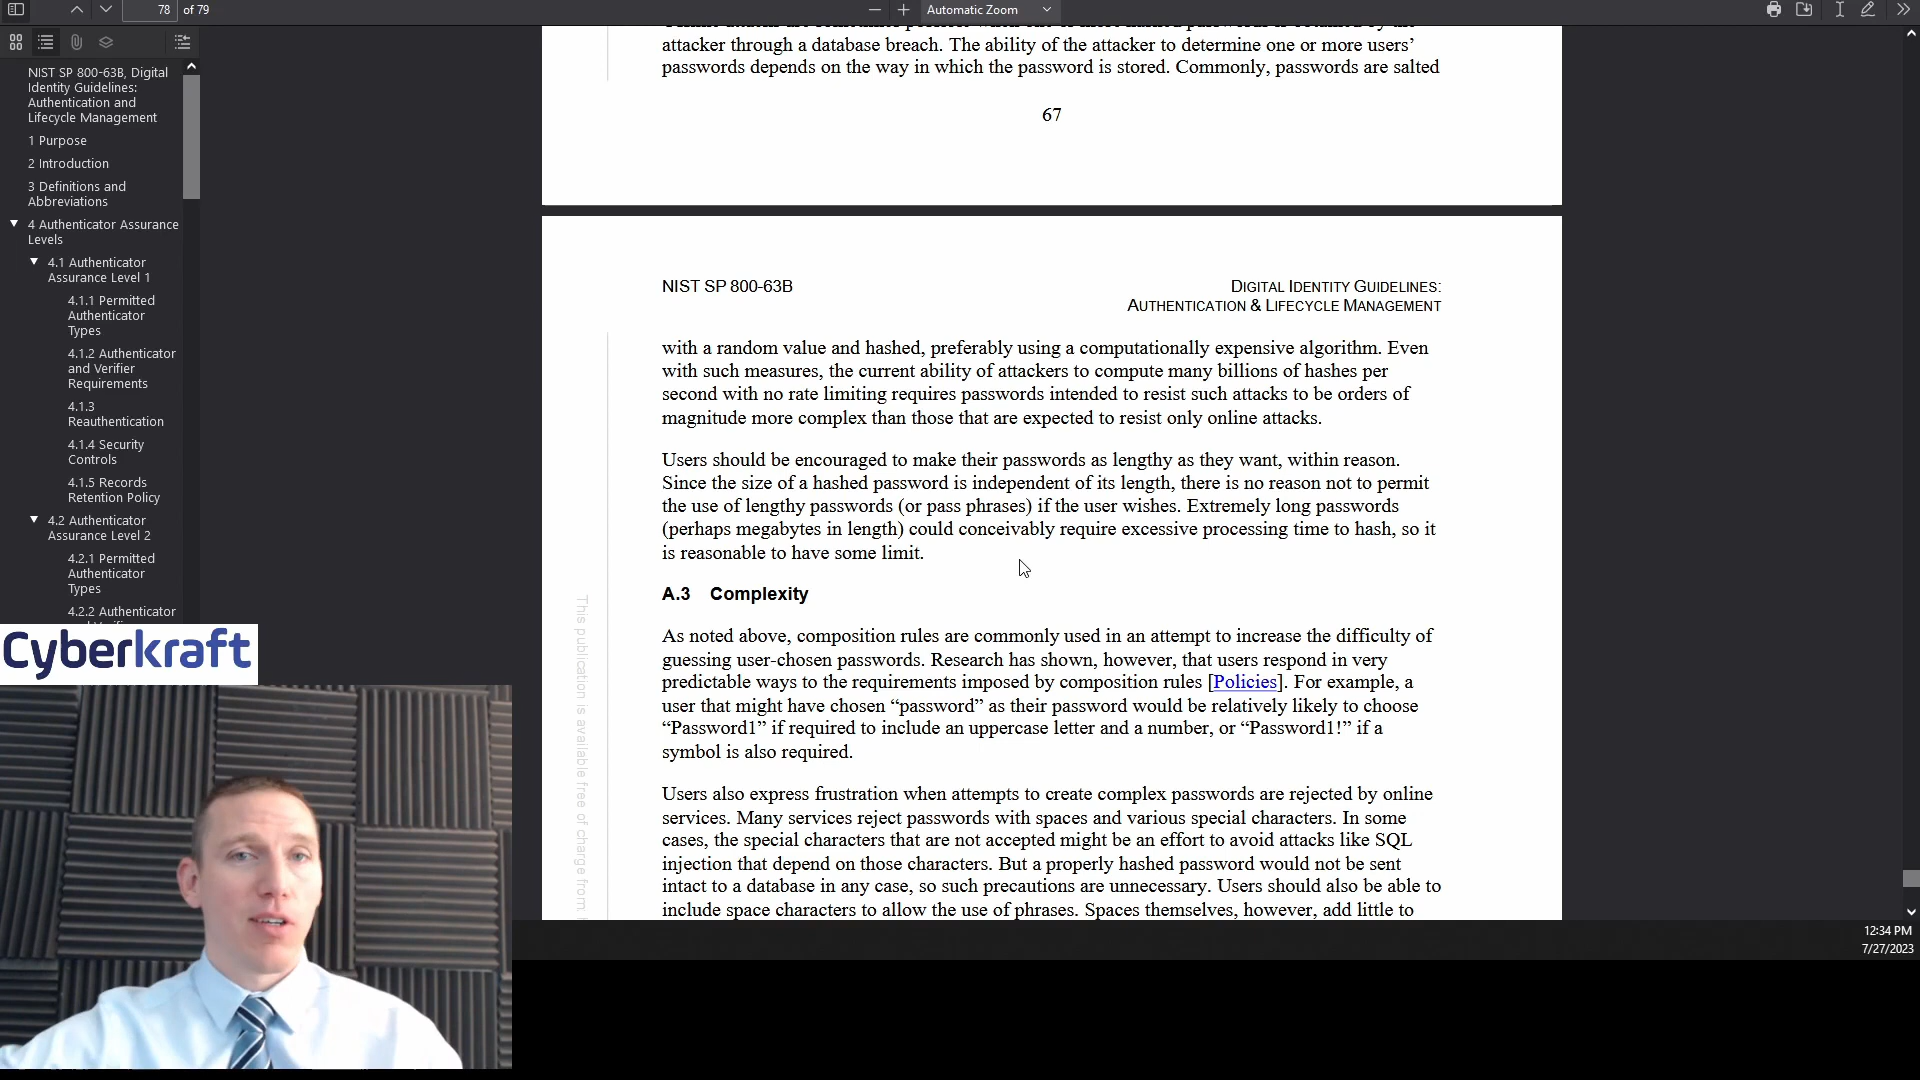 78 of 79
Automatic Zoom
NIST SP 800-63B, Digital
Identity Guidelines:
Authentication and
Lifecycle Management
1 Purpose
2 Introduction
3 Definitions and
Abbreviations
4 Authenticator Assurance
Levels
4.1 Authenticator
Assurance Level 1
4.1.1 Permitted
Authenticator
Types
4.1.2 Authenticator
and Verifier
Requirements
4.1.3
Reauthentication
4.1.4 Security
Controls
4.1.5 Records
Retention Policy
4.2 Authenticator
Assurance Level 2
4.2.1 Permitted
Authenticator
Types
4.2.2 Authenticator
Cyberkraft
attacker through a database breach. The ability of the attacker to determine one or more users’
passwords depends on the way in which the password is stored. Commonly, passwords are salted
67
NIST SP 800-63B
DIGITAL IDENTITY GUIDELINES:
AUTHENTICATION & LIFECYCLE MANAGEMENT
with a random value and hashed, preferably using a computationally expensive algorithm. Even
with such measures, the current ability of attackers to compute many billions of hashes per
second with no rate limiting requires passwords intended to resist such attacks to be orders of
magnitude more complex than those that are expected to resist only online attacks.
Users should be encouraged to make their passwords as lengthy as they want, within reason.
Since the size of a hashed password is independent of its length, there is no reason not to permit
the use of lengthy passwords (or pass phrases) if the user wishes. Extremely long passwords
(perhaps megabytes in length) could conceivably require excessive processing time to hash, so it
is reasonable to have some limit.
A.3 Complexity
As noted above, composition rules are commonly used in an attempt to increase the difficulty of
guessing user-chosen passwords. Research has shown, however, that users respond in very
predictable ways to the requirements imposed by composition rules [Policies]. For example, a
user that might have chosen “password” as their password would be relatively likely to choose
“Password1” if required to include an uppercase letter and a number, or “Password1!” if a
symbol is also required.
Users also express frustration when attempts to create complex passwords are rejected by online
services. Many services reject passwords with spaces and various special characters. In some
cases, the special characters that are not accepted might be an effort to avoid attacks like SQL
injection that depend on those characters. But a properly hashed password would not be sent
intact to a database in any case, so such precautions are unnecessary. Users should also be able to
include space characters to allow the use of phrases. Spaces themselves, however, add little to
This publication is available free of charge from:
12:34 PM
7/27/2023